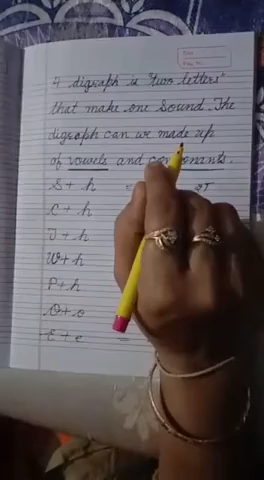 A digraph is "two letters"
that make one Sound. The
digraph can we made up
of vowels and consonants.
S + h =
C + h
T + h
W + h
P + h
O + o
E + e =